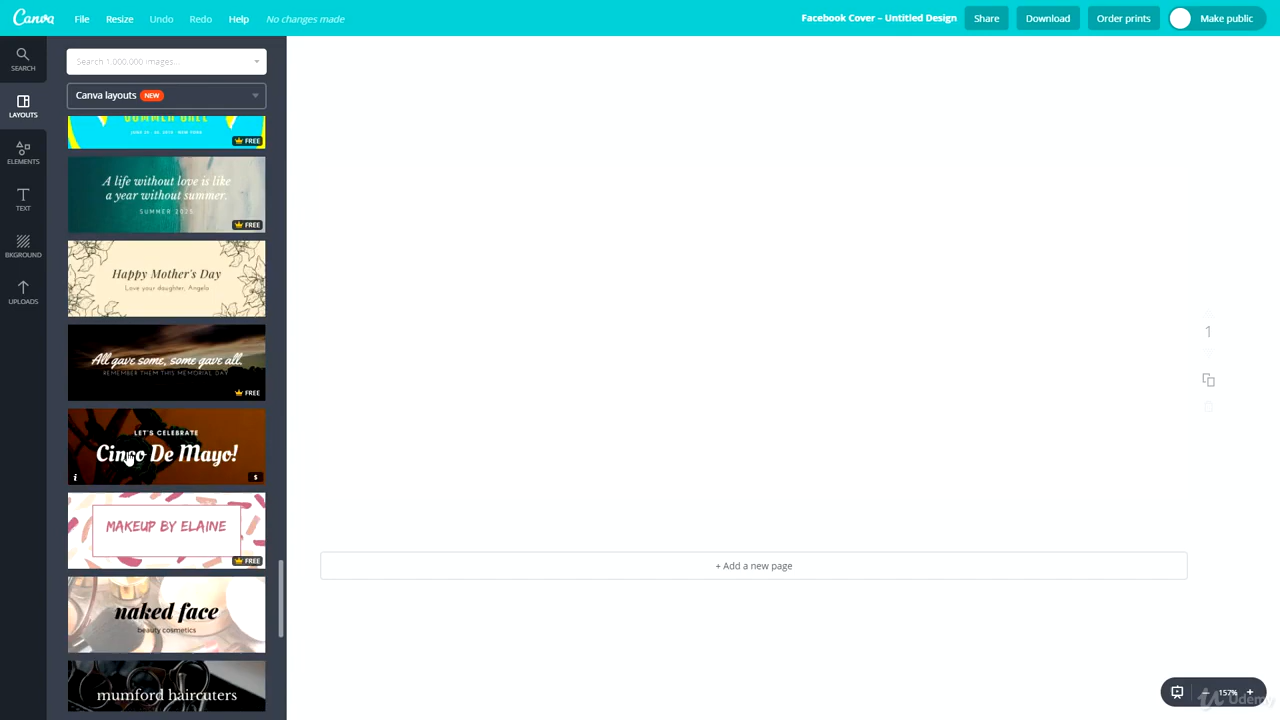 Canva
File
Resize
Undo
Redo
Help
No changes made
Facebook Cover – Untitled Design
Share
Download
Order prints
Make public
SEARCH
LAYOUTS
ELEMENTS
TEXT
BKGROUND
UPLOADS
Search 1,000,000 images...
Canva layouts NEW
FREE
A life without love is like
a year without summer.
SUMMER 2025
FREE
Happy Mother's Day
Love your daughter, Angela
All gave some, some gave all.
REMEMBER THEM THIS MEMORIAL DAY
FREE
LET'S CELEBRATE
Cinco De Mayo!
i
$
MAKEUP BY ELAINE
FREE
naked face
beauty cosmetics
mumford haircuters
1
+ Add a new page
– 157% +
Udemy